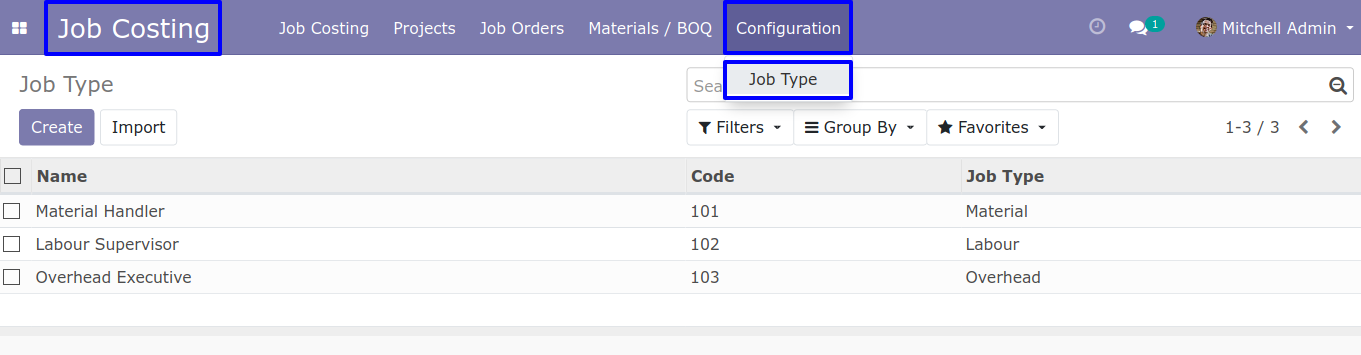 Job Costing Job Costing Projects Job Orders Materials / BOQ Configuration 1 Mitchell Admin
Job Type Sea Job Type
Create Import Filters Group By Favorites 1-3 / 3
Name Code Job Type
Material Handler 101 Material
Labour Supervisor 102 Labour
Overhead Executive 103 Overhead